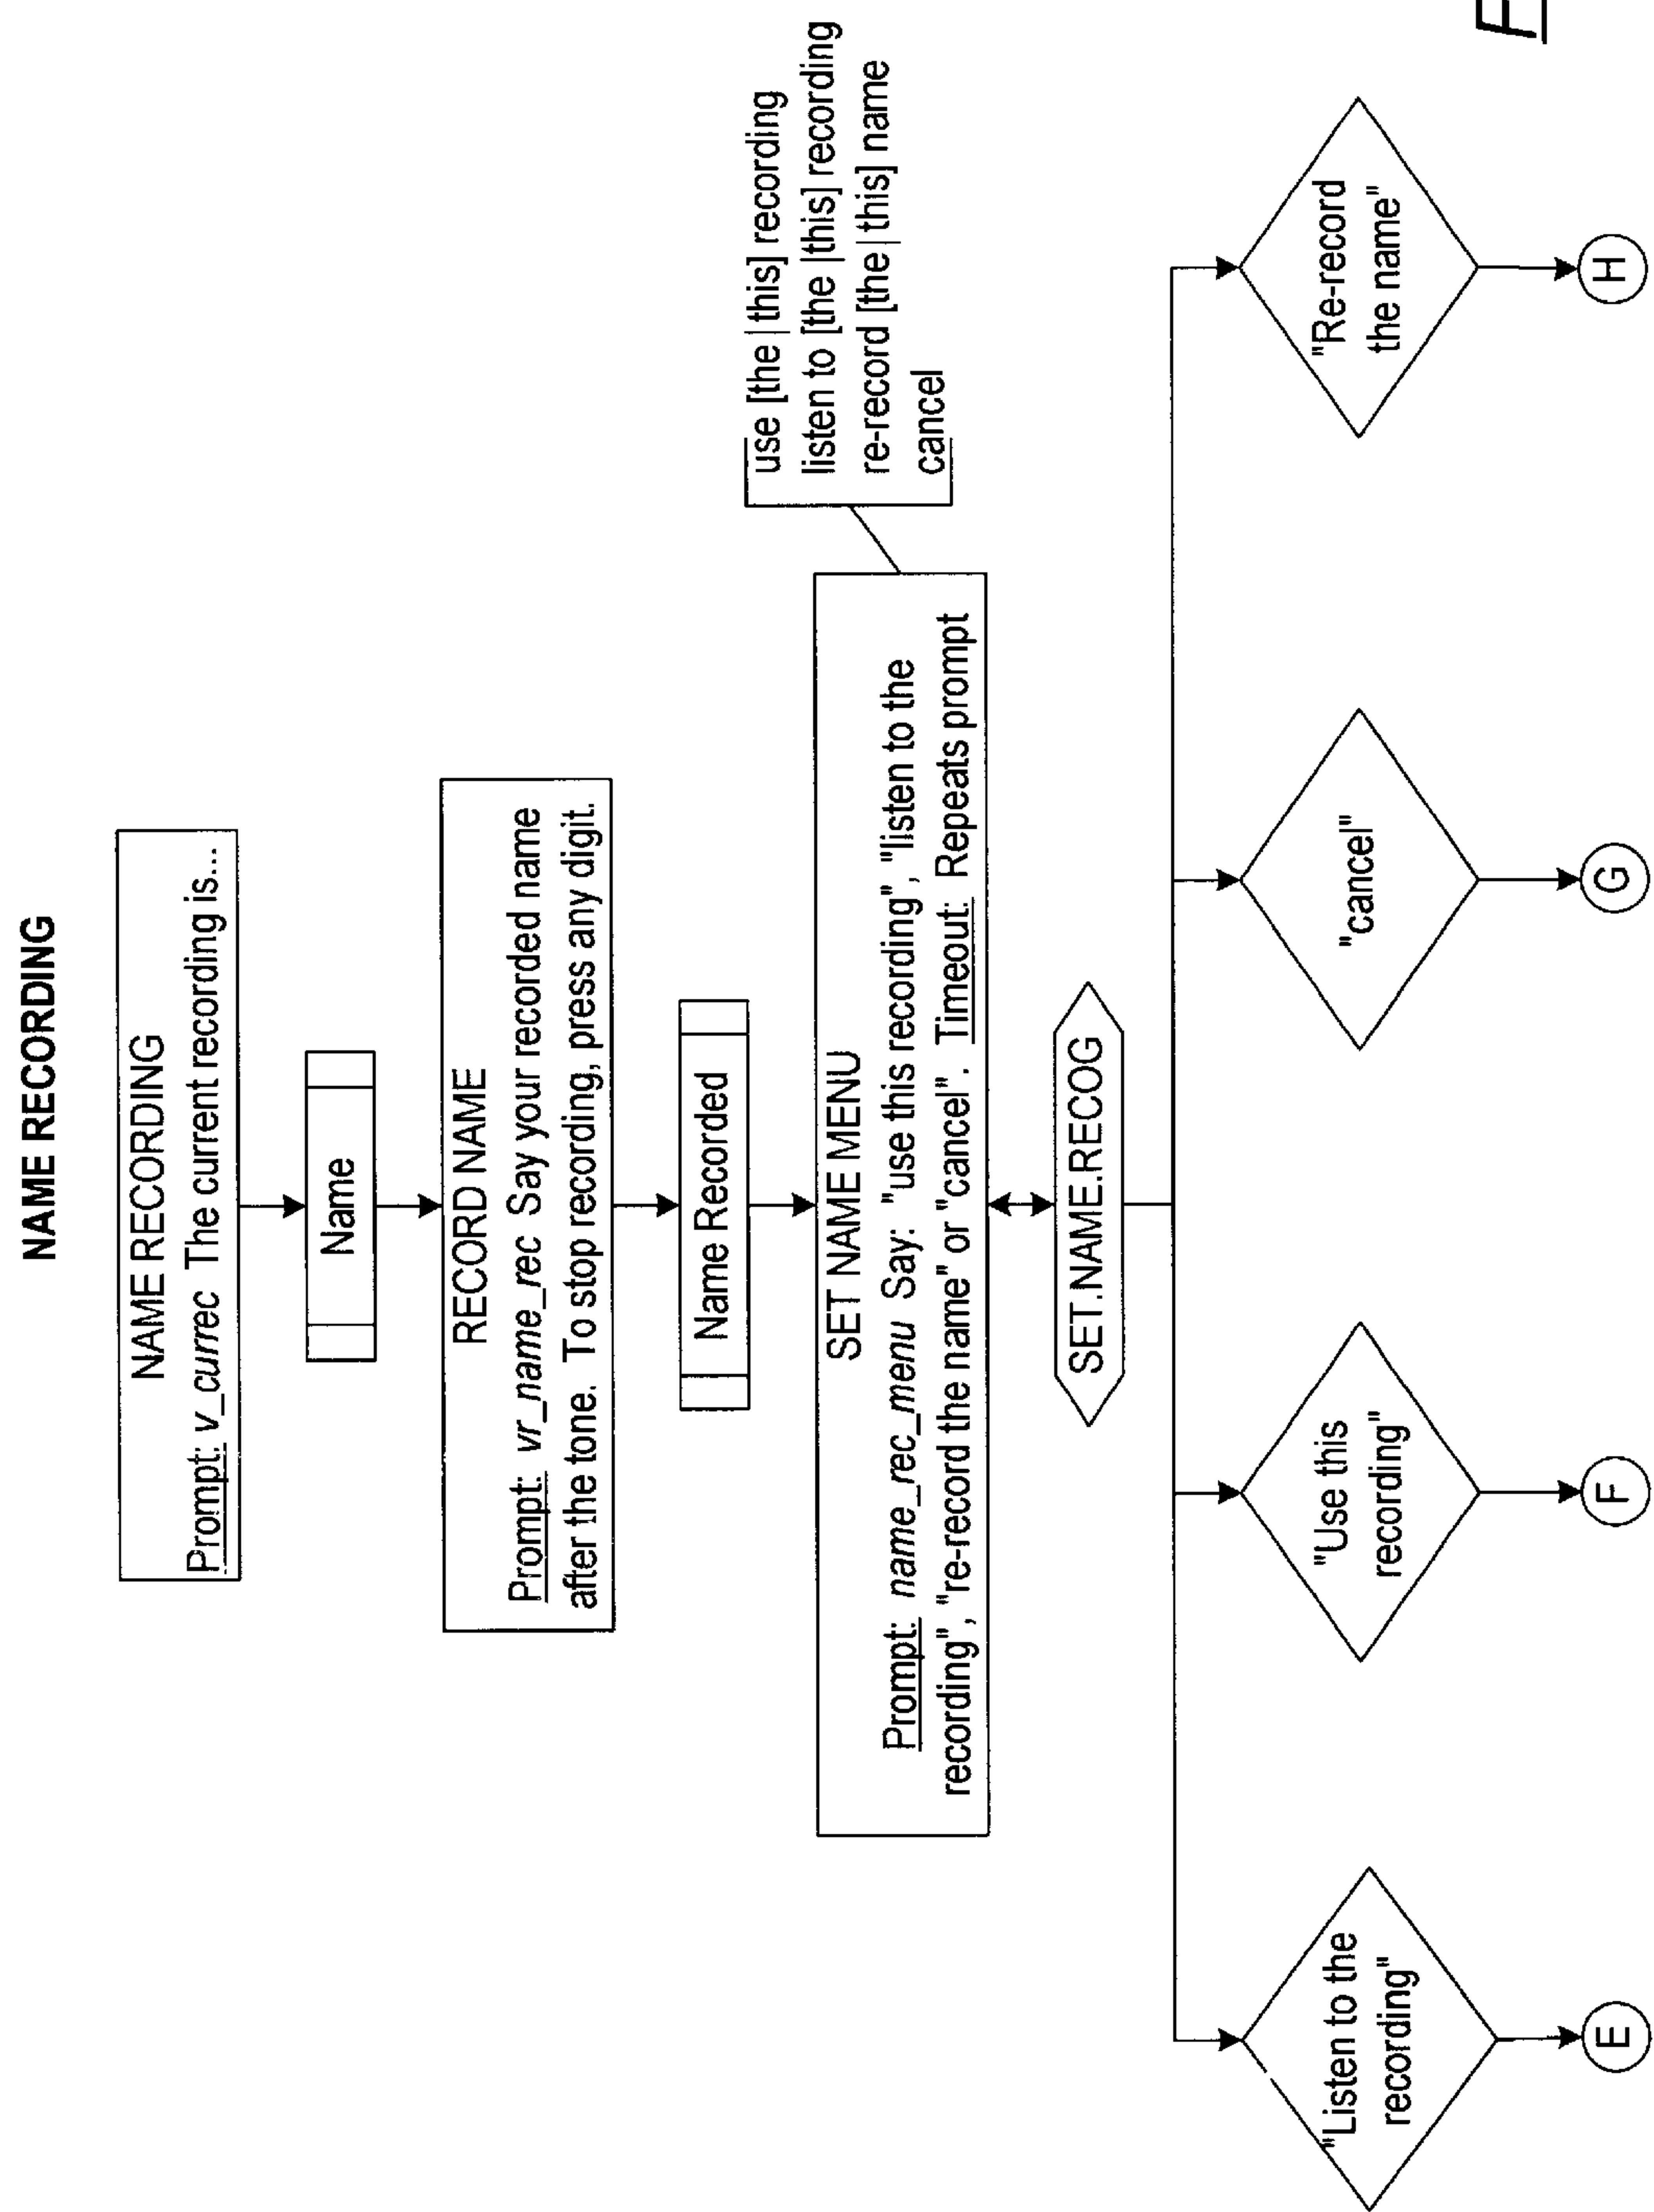 NAME RECORDING
NAME RECORDING
Prompt: v_currec The current recording is...
Name
RECORD NAME
Prompt: vr_name_rec Say your recorded name
after the tone. To stop recording, press any digit.
Name Recorded
SET NAME MENU
Prompt: name_rec_menu Say: "use this recording", "listen to the
recording", "re-record the name" or "cancel". Timeout: Repeats prompt
use [the|this] recording
listen to [the|this] recording
re-record [the|this] name
cancel
SET.NAME.RECOG
"Listen to the
recording"
"Use this
recording"
"cancel"
"Re-record
the name"
E
F
G
H